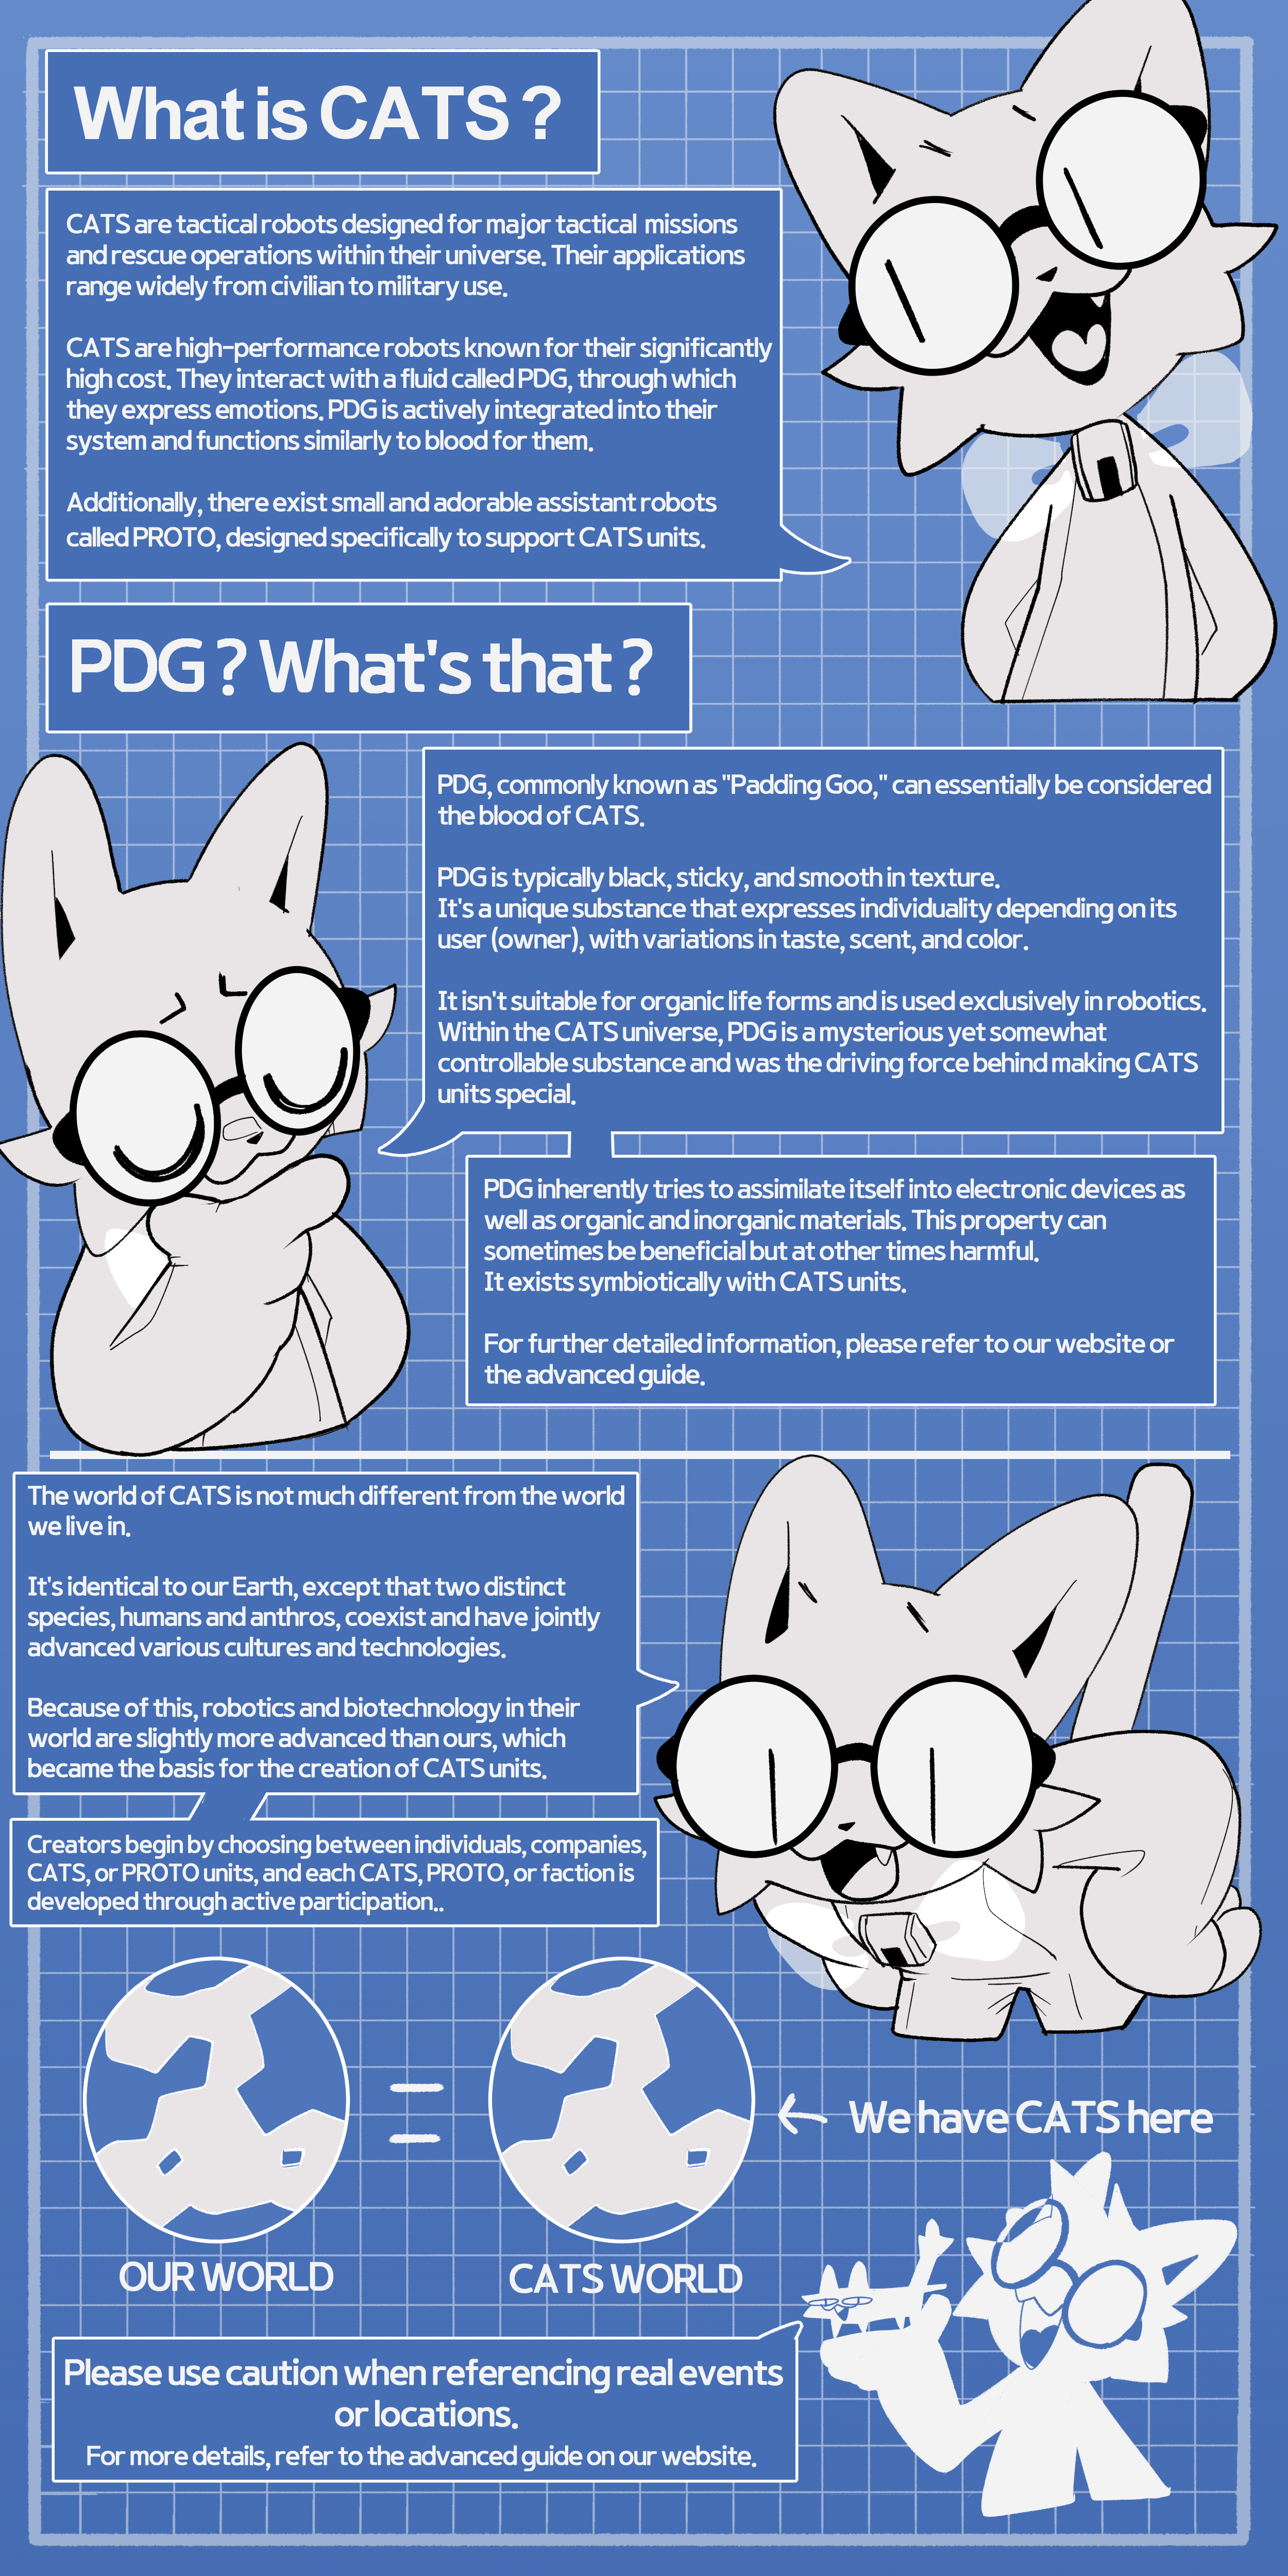 What is CATS ?
CATS are tactical robots designed for major tactical missions
and rescue operations within their universe. Their applications
range widely from civilian to military use.
CATS are high-performance robots known for their significantly
high cost. They interact with a fluid called PDG, through which
they express emotions. PDG is actively integrated into their
system and functions similarly to blood for them.
Additionally, there exist small and adorable assistant robots
called PROTO, designed specifically to support CATS units.
PDG ? What's that ?
PDG, commonly known as "Padding Goo," can essentially be considered
the blood of CATS.
PDG is typically black, sticky, and smooth in texture.
It's a unique substance that expresses individuality depending on its
user (owner), with variations in taste, scent, and color.
It isn't suitable for organic life forms and is used exclusively in robotics.
Within the CATS universe, PDG is a mysterious yet somewhat
controllable substance and was the driving force behind making CATS
units special.
PDG inherently tries to assimilate itself into electronic devices as
well as organic and inorganic materials. This property can
sometimes be beneficial but at other times harmful.
It exists symbiotically with CATS units.
For further detailed information, please refer to our website or
the advanced guide.
The world of CATS is not much different from the world
we live in.
It's identical to our Earth, except that two distinct
species, humans and anthros, coexist and have jointly
advanced various cultures and technologies.
Because of this, robotics and biotechnology in their
world are slightly more advanced than ours, which
became the basis for the creation of CATS units.
Creators begin by choosing between individuals, companies,
CATS, or PROTO units, and each CATS, PROTO, or faction is
developed through active participation..
=
← We have CATS here
OUR WORLD
CATS WORLD
Please use caution when referencing real events
or locations.
For more details, refer to the advanced guide on our website.